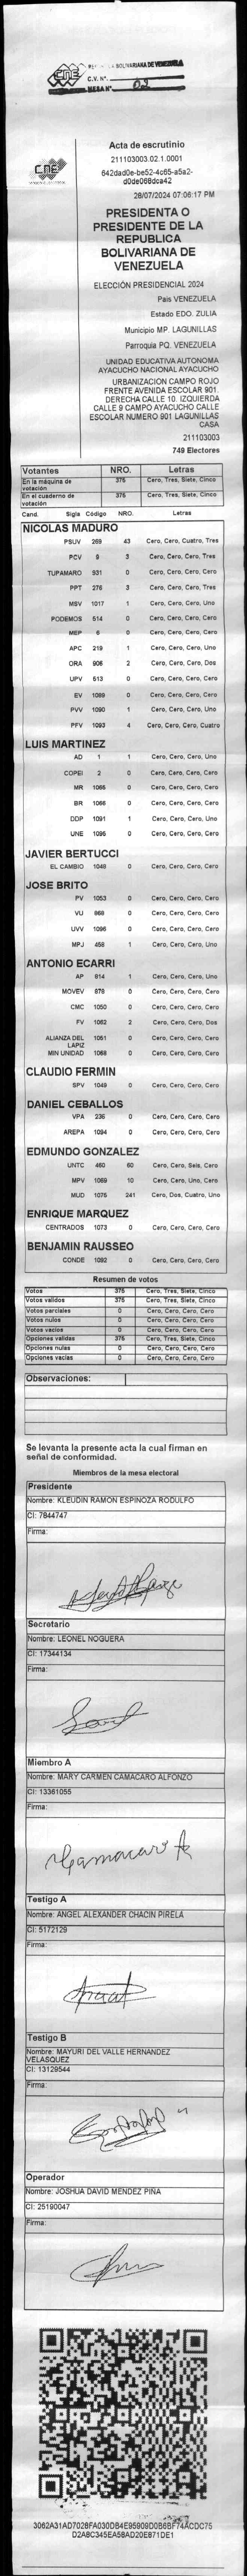 CNE
BOLIVARIANA DE VENEZUELA
C.V. Nº.
MESA Nº 02
CNE
Acta de escrutinio
211103003.02.1.0001
642dad0e-be52-4c65-a5a2-
d0de068dca42
28/07/2024 07:06:17 PM
PRESIDENTA O
PRESIDENTE DE LA
REPUBLICA
BOLIVARIANA DE
VENEZUELA
ELECCIÓN PRESIDENCIAL 2024
Pais VENEZUELA
Estado EDO. ZULIA
Municipio MP. LAGUNILLAS
Parroquia PQ. VENEZUELA
UNIDAD EDUCATIVA AUTONOMA
AYACUCHO NACIONAL AYACUCHO
URBANIZACION CAMPO ROJO
FRENTE AVENIDA ESCOLAR 901.
DERECHA CALLE 10. IZQUIERDA
CALLE 9 CAMPO AYACUCHO CALLE
ESCOLAR NUMERO 901 LAGUNILLAS
CASA
211103003
749 Electores
Votantes NRO. Letras
En la máquina de votación 375 Cero, Tres, Siete, Cinco
En el cuaderno de votación 375 Cero, Tres, Siete, Cinco
Cand. Sigla Código NRO. Letras
NICOLAS MADURO
PSUV 269 43 Cero, Cero, Cuatro, Tres
PCV 9 3 Cero, Cero, Cero, Tres
TUPAMARO 931 0 Cero, Cero, Cero, Cero
PPT 276 3 Cero, Cero, Cero, Tres
MSV 1017 1 Cero, Cero, Cero, Uno
PODEMOS 514 0 Cero, Cero, Cero, Cero
MEP 6 0 Cero, Cero, Cero, Cero
APC 219 1 Cero, Cero, Cero, Uno
ORA 906 2 Cero, Cero, Cero, Dos
UPV 613 0 Cero, Cero, Cero, Cero
EV 1089 0 Cero, Cero, Cero, Cero
PVV 1090 1 Cero, Cero, Cero, Uno
PFV 1093 4 Cero, Cero, Cero, Cuatro
LUIS MARTINEZ
AD 1 1 Cero, Cero, Cero, Uno
COPEI 2 0 Cero, Cero, Cero, Cero
MR 1065 0 Cero, Cero, Cero, Cero
BR 1066 0 Cero, Cero, Cero, Cero
DDP 1091 1 Cero, Cero, Cero, Uno
UNE 1095 0 Cero, Cero, Cero, Cero
JAVIER BERTUCCI
EL CAMBIO 1048 0 Cero, Cero, Cero, Cero
JOSE BRITO
PV 1053 0 Cero, Cero, Cero, Cero
VU 868 0 Cero, Cero, Cero, Cero
UVV 1096 0 Cero, Cero, Cero, Cero
MPJ 458 1 Cero, Cero, Cero, Uno
ANTONIO ECARRI
AP 814 1 Cero, Cero, Cero, Uno
MOVEV 878 0 Cero, Cero, Cero, Cero
CMC 1050 0 Cero, Cero, Cero, Cero
FV 1062 2 Cero, Cero, Cero, Dos
ALIANZA DEL LAPIZ 1051 0 Cero, Cero, Cero, Cero
MIN UNIDAD 1068 0 Cero, Cero, Cero, Cero
CLAUDIO FERMIN
SPV 1049 0 Cero, Cero, Cero, Cero
DANIEL CEBALLOS
VPA 236 0 Cero, Cero, Cero, Cero
AREPA 1094 0 Cero, Cero, Cero, Cero
EDMUNDO GONZALEZ
UNTC 460 60 Cero, Cero, Seis, Cero
MPV 1069 10 Cero, Cero, Uno, Cero
MUD 1075 241 Cero, Dos, Cuatro, Uno
ENRIQUE MARQUEZ
CENTRADOS 1073 0 Cero, Cero, Cero, Cero
BENJAMIN RAUSSEO
CONDE 1092 0 Cero, Cero, Cero, Cero
Resumen de votos
Votos 375 Cero, Tres, Siete, Cinco
Votos validos 375 Cero, Tres, Siete, Cinco
Votos parciales 0 Cero, Cero, Cero, Cero
Votos nulos 0 Cero, Cero, Cero, Cero
Votos vacios 0 Cero, Cero, Cero, Cero
Opciones validas 375 Cero, Tres, Siete, Cinco
Opciones nulas 0 Cero, Cero, Cero, Cero
Opciones vacias 0 Cero, Cero, Cero, Cero
Observaciones:
Se levanta la presente acta la cual firman en
señal de conformidad.
Miembros de la mesa electoral
Presidente
Nombre: KLEUDIN RAMON ESPINOZA RODULFO
CI: 7844747
Firma:
Secretario
Nombre: LEONEL NOGUERA
CI: 17344134
Firma:
Miembro A
Nombre: MARY CARMEN CAMACARO ALFONZO
CI: 13361055
Firma:
Camacaro A
Testigo A
Nombre: ANGEL ALEXANDER CHACIN PIRELA
CI: 5172129
Firma:
Testigo B
Nombre: MAYURI DEL VALLE HERNANDEZ
VELASQUEZ
CI: 13129544
Firma:
Operador
Nombre: JOSHUA DAVID MENDEZ PIÑA
CI: 25190047
Firma:
3062A31AD7028FA030DB4E95909D0B6BF74ACDC75
D2A8C345EA58AD20E871DE1